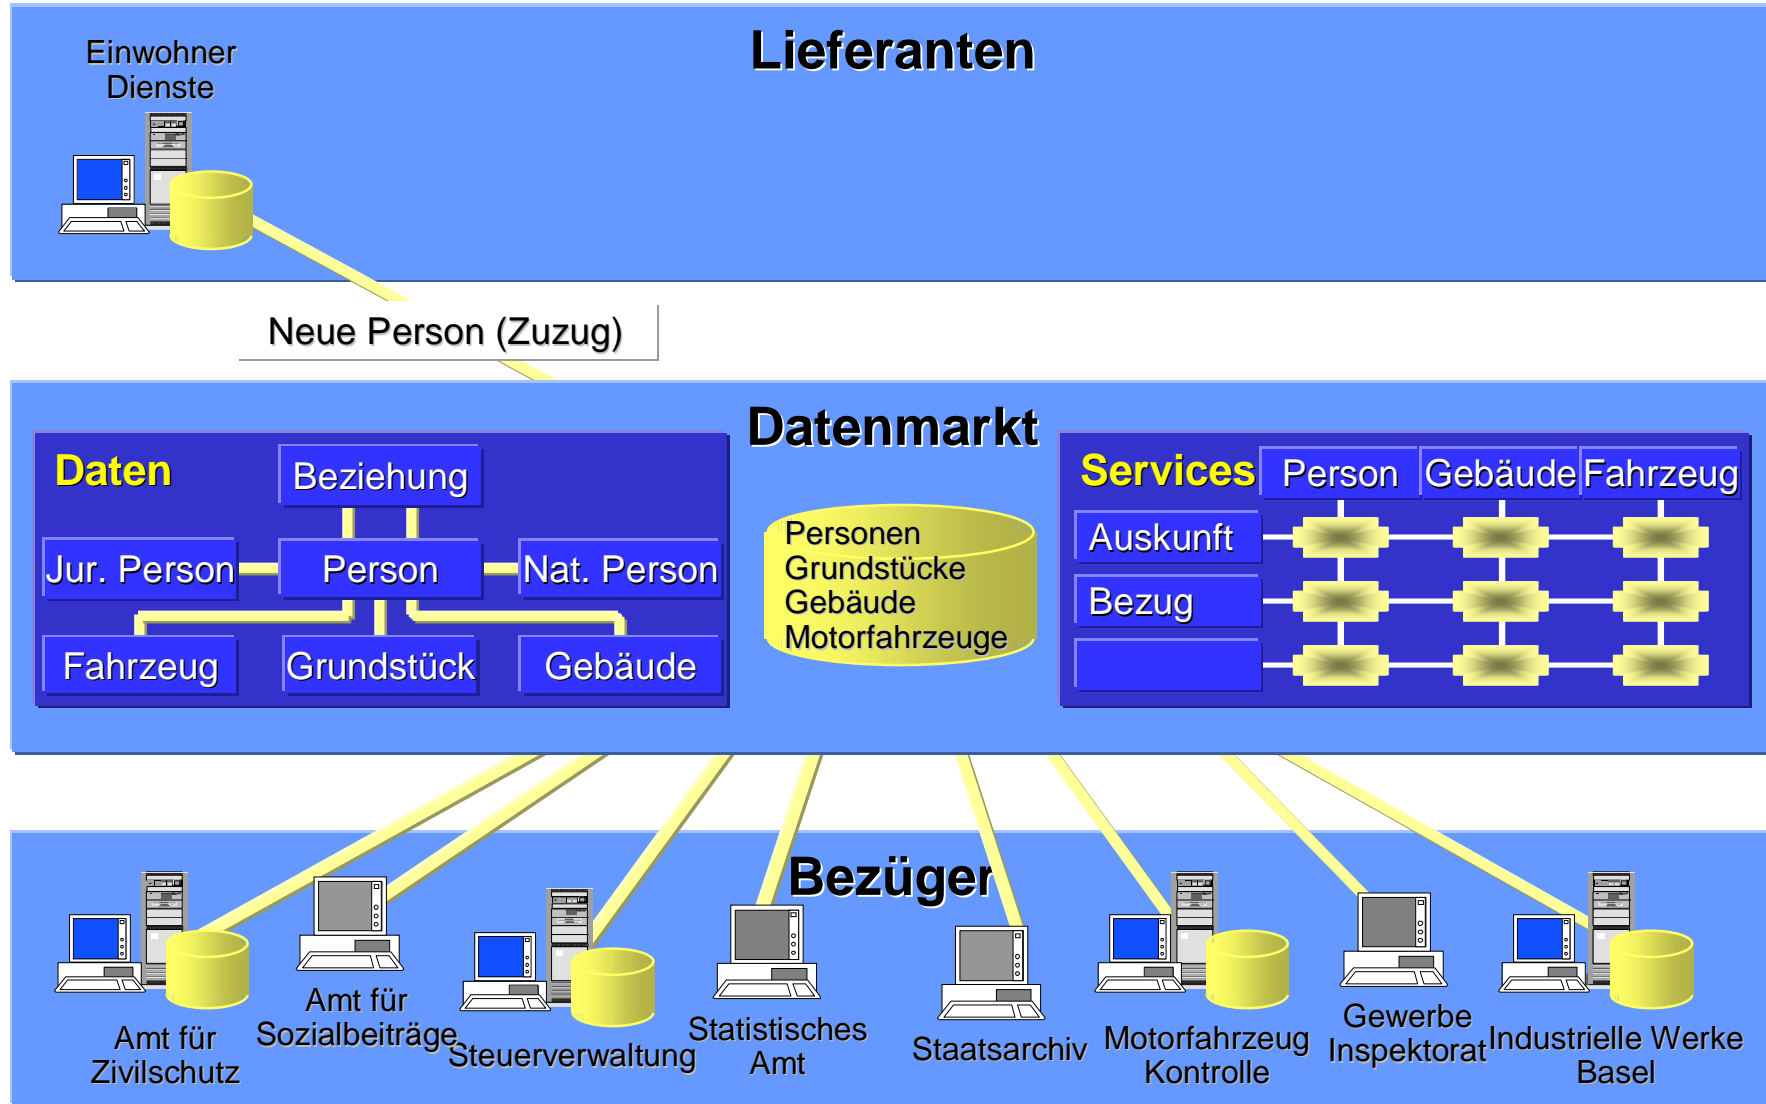 Lieferanten
Einwohner
Dienste
Neue Person (Zuzug)
Datenmarkt
Daten
Beziehung
Jur. Person
Person
Nat. Person
Fahrzeug
Grundstück
Gebäude
Personen
Grundstücke
Gebäude
Motorfahrzeuge
Services
Person
Gebäude
Fahrzeug
Auskunft
Bezug
Bezüger
Amt für
Zivilschutz
Amt für
Sozialbeiträge
Steuerverwaltung
Statistisches
Amt
Staatsarchiv
Motorfahrzeug
Kontrolle
Gewerbe
Inspektorat
Industrielle Werke
Basel